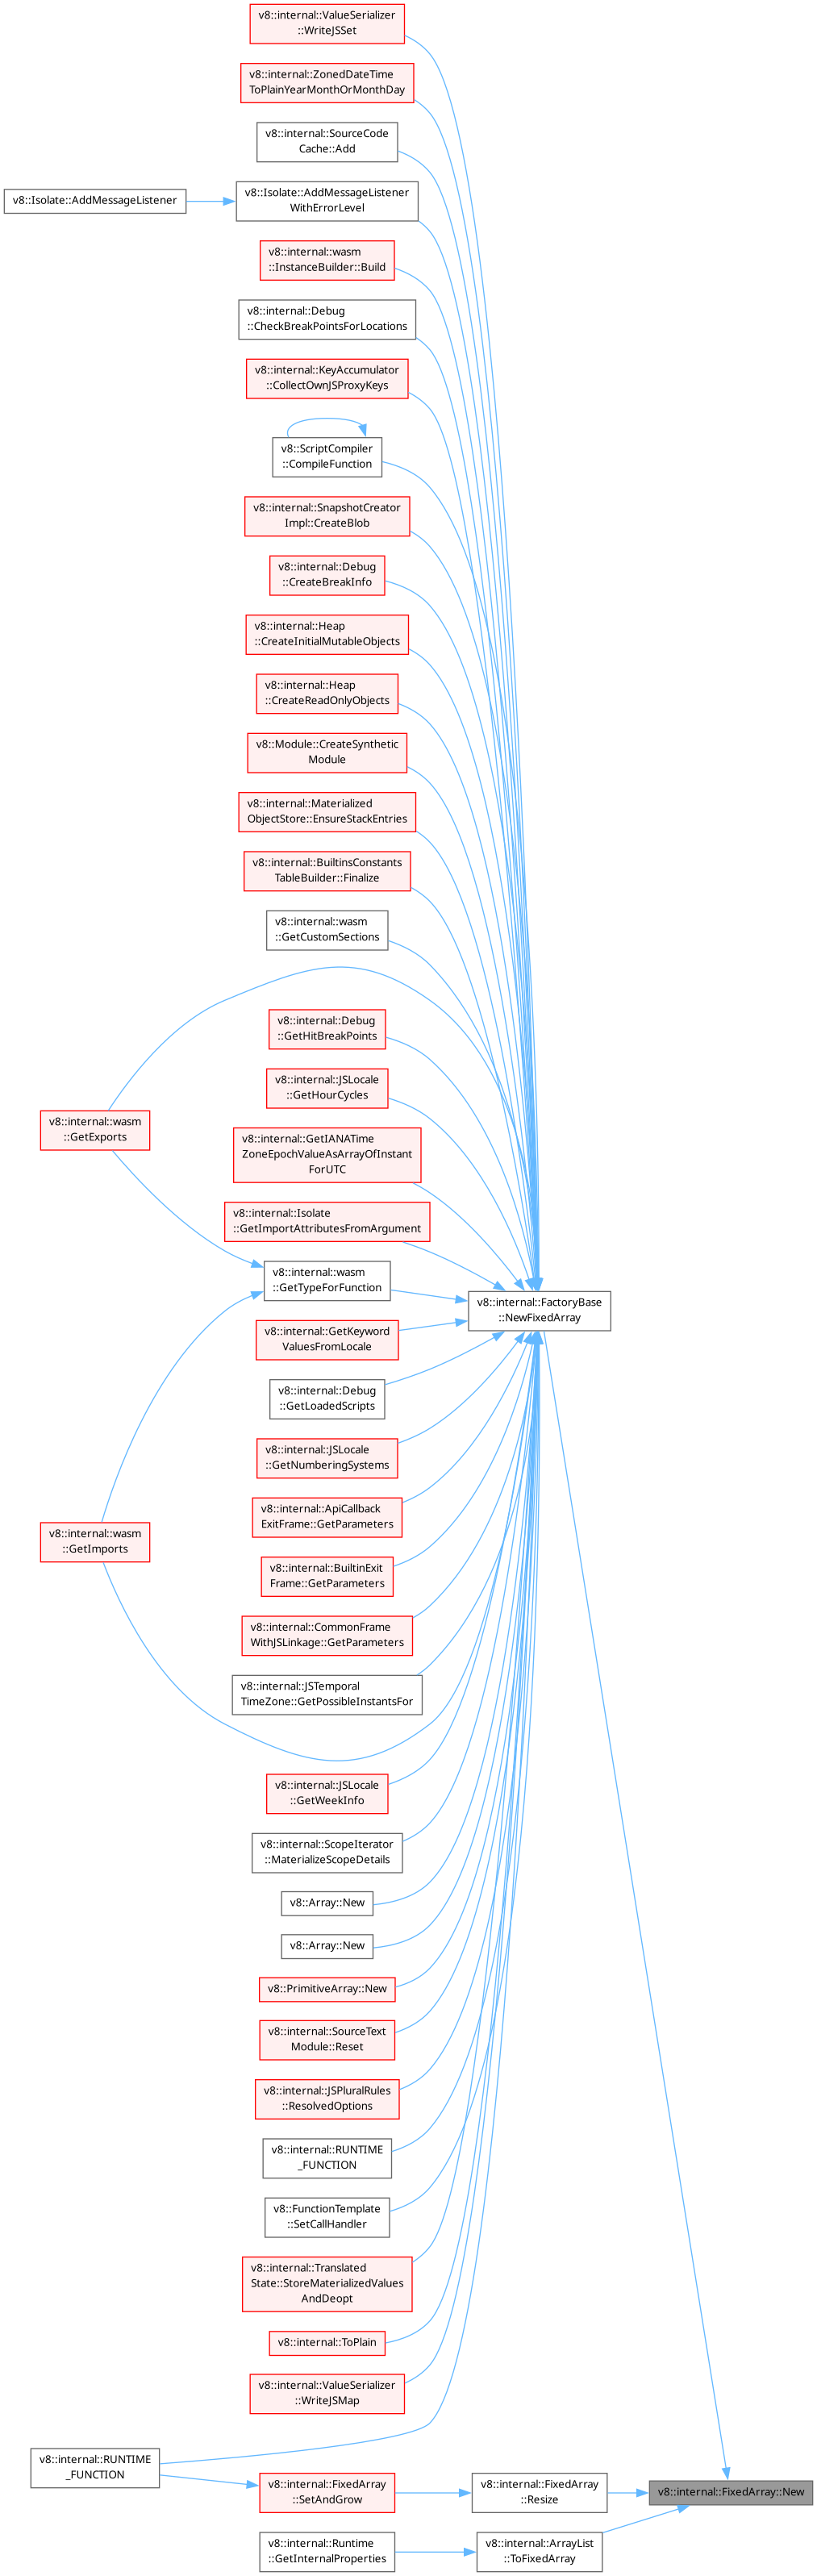 v8::internal::ValueSerializer
::WriteJSSet
v8::internal::ZonedDateTime
ToPlainYearMonthOrMonthDay
v8::internal::SourceCode
Cache::Add
v8::Isolate::AddMessageListener
v8::Isolate::AddMessageListener
WithErrorLevel
v8::internal::wasm
::InstanceBuilder::Build
v8::internal::Debug
::CheckBreakPointsForLocations
v8::internal::KeyAccumulator
::CollectOwnJSProxyKeys
v8::ScriptCompiler
::CompileFunction
v8::internal::SnapshotCreator
Impl::CreateBlob
v8::internal::Debug
::CreateBreakInfo
v8::internal::Heap
::CreateInitialMutableObjects
v8::internal::Heap
::CreateReadOnlyObjects
v8::Module::CreateSynthetic
Module
v8::internal::Materialized
ObjectStore::EnsureStackEntries
v8::internal::BuiltinsConstants
TableBuilder::Finalize
v8::internal::wasm
::GetCustomSections
v8::internal::Debug
::GetHitBreakPoints
v8::internal::JSLocale
::GetHourCycles
v8::internal::wasm
::GetExports
v8::internal::GetIANATime
ZoneEpochValueAsArrayOfInstant
ForUTC
v8::internal::Isolate
::GetImportAttributesFromArgument
v8::internal::wasm
::GetTypeForFunction
v8::internal::FactoryBase
::NewFixedArray
v8::internal::GetKeyword
ValuesFromLocale
v8::internal::Debug
::GetLoadedScripts
v8::internal::JSLocale
::GetNumberingSystems
v8::internal::ApiCallback
ExitFrame::GetParameters
v8::internal::wasm
::GetImports
v8::internal::BuiltinExit
Frame::GetParameters
v8::internal::CommonFrame
WithJSLinkage::GetParameters
v8::internal::JSTemporal
TimeZone::GetPossibleInstantsFor
v8::internal::JSLocale
::GetWeekInfo
v8::internal::ScopeIterator
::MaterializeScopeDetails
v8::Array::New
v8::Array::New
v8::PrimitiveArray::New
v8::internal::SourceText
Module::Reset
v8::internal::JSPluralRules
::ResolvedOptions
v8::internal::RUNTIME
_FUNCTION
v8::FunctionTemplate
::SetCallHandler
v8::internal::Translated
State::StoreMaterializedValues
AndDeopt
v8::internal::ToPlain
v8::internal::ValueSerializer
::WriteJSMap
v8::internal::RUNTIME
_FUNCTION
v8::internal::FixedArray
::SetAndGrow
v8::internal::FixedArray
::Resize
v8::internal::FixedArray::New
v8::internal::Runtime
::GetInternalProperties
v8::internal::ArrayList
::ToFixedArray